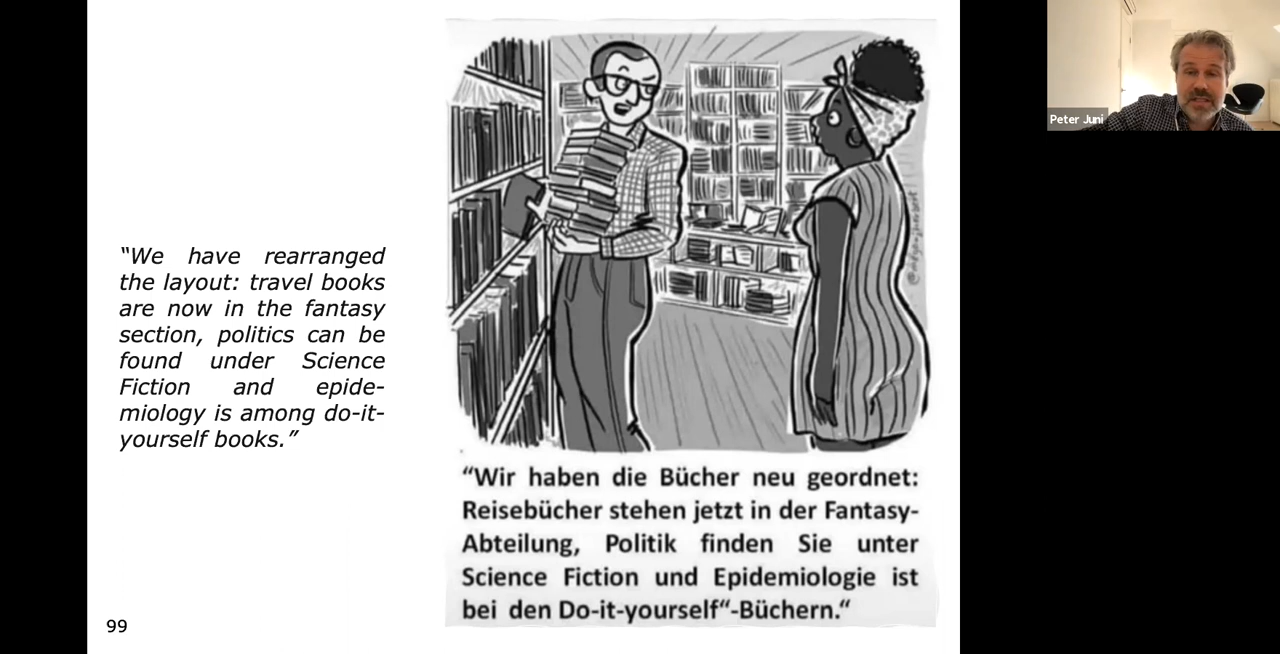 “We have rearranged
the layout: travel books
are now in the fantasy
section, politics can be
found under Science
Fiction and epide-
miology is among do-it-
yourself books.”
“Wir haben die Bücher neu geordnet:
Reisebücher stehen jetzt in der Fantasy-
Abteilung, Politik finden Sie unter
Science Fiction und Epidemiologie ist
bei den Do-it-yourself“-Büchern.“
99
Peter Juni